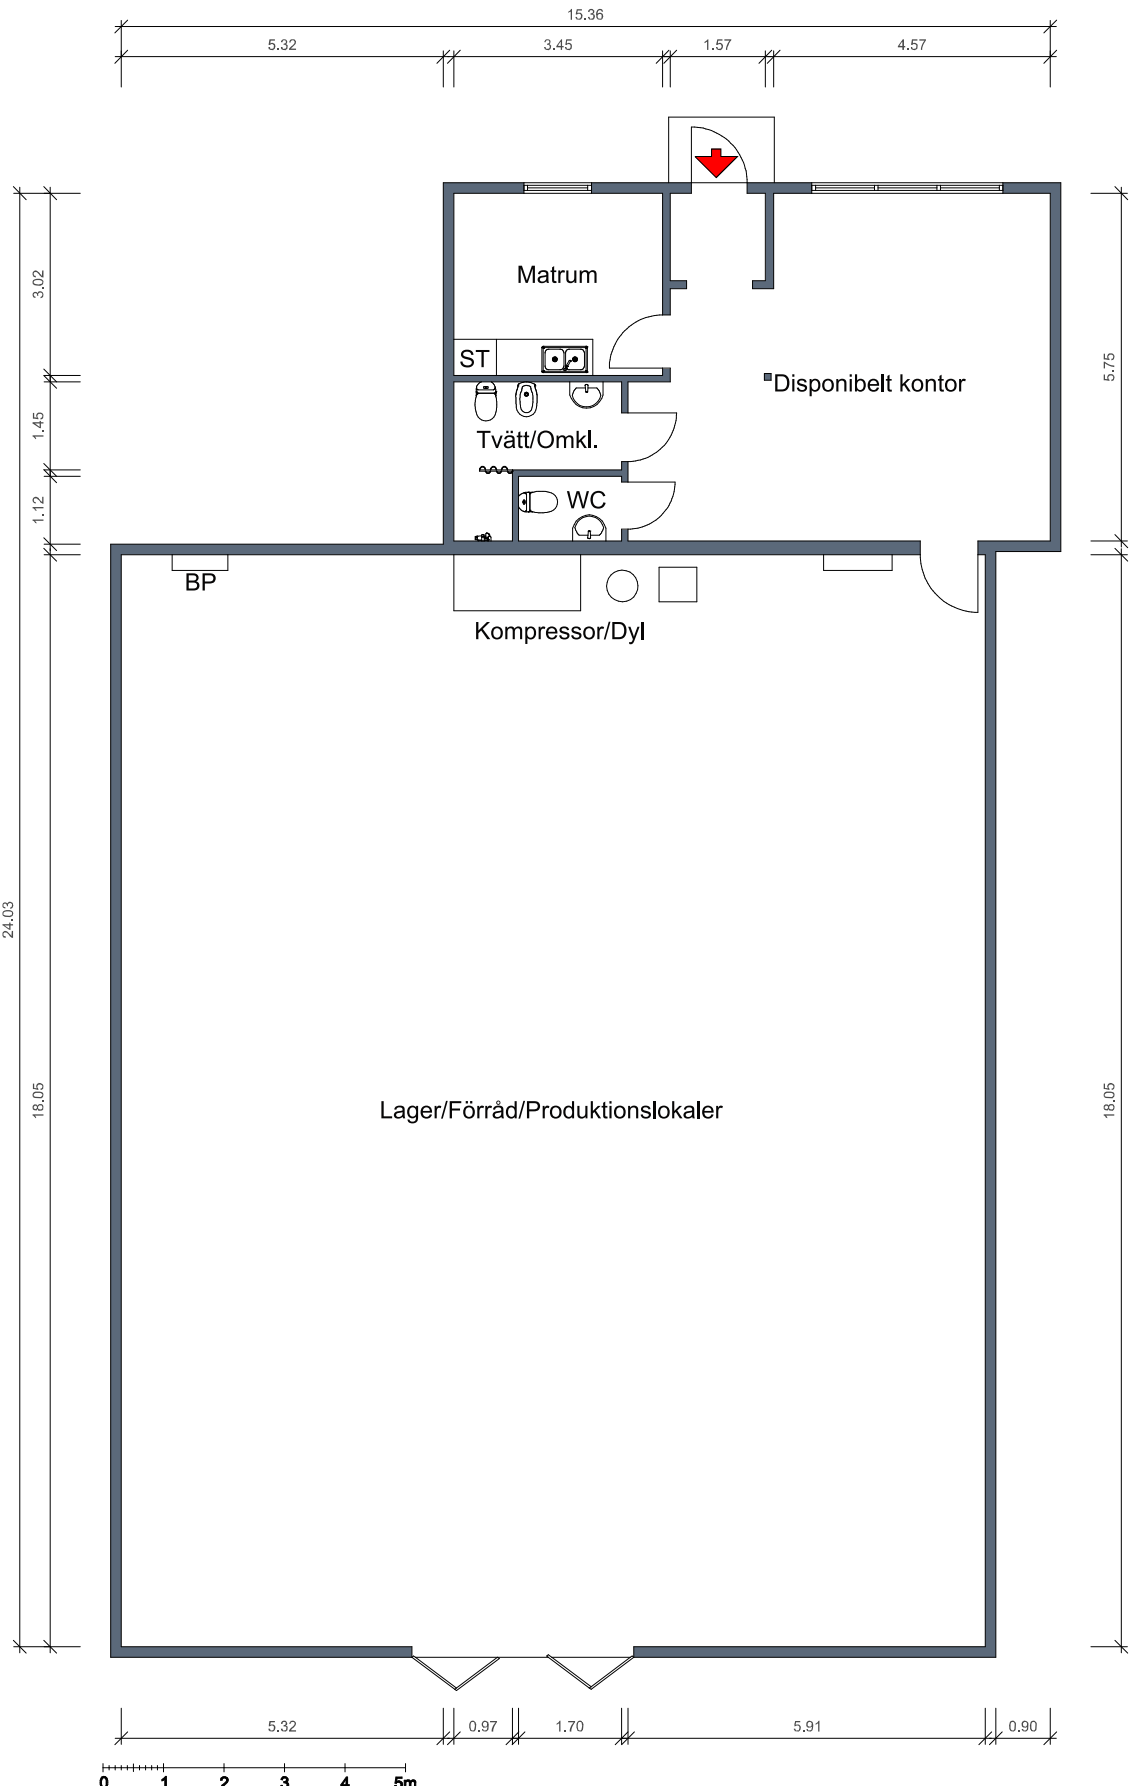 15.36
5.32
3.45
1.57
4.57
3.02
Matrum
ST
5.75
Disponibelt kontor
1.45
Tvätt/Omkl.
1.12
WC
BP
Kompressor/Dyl
24.03
18.05
Lager/Förråd/Produktionslokaler
18.05
5.32
0.97
1.70
5.91
0.90
0 1 2 3 4 5m